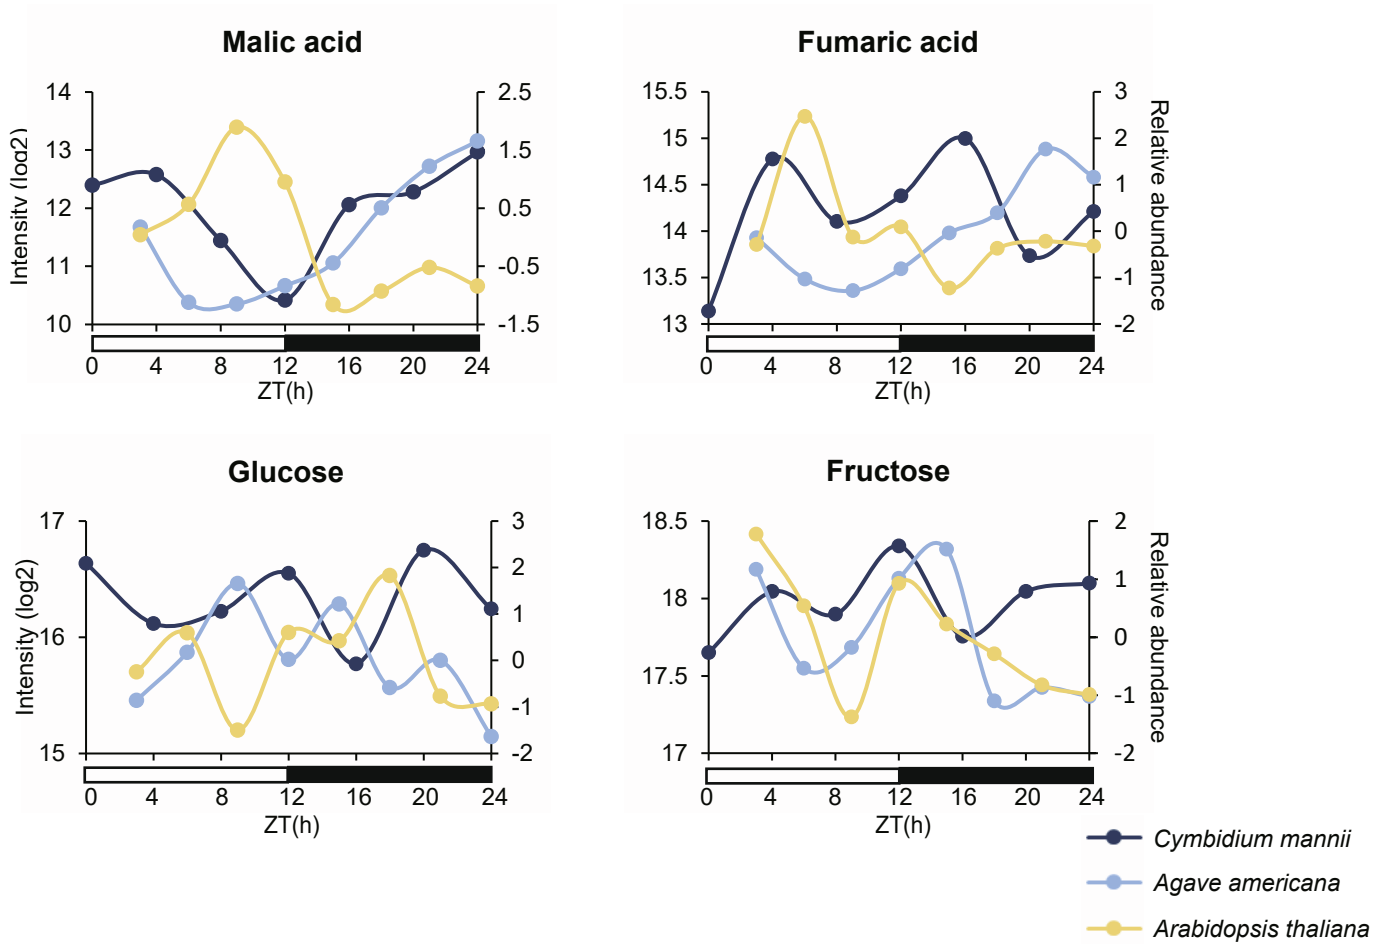 Malic acid
Fumaric acid
14
13
12
11
10
2.5
1.5
0.5
-0.5
-1.5
Intensity (log2)
0 4 8 12 16 20 24
ZT(h)
15.5
15
14.5
14
13.5
13
3
2
1
0
-1
-2
Relative abundance
0 4 8 12 16 20 24
ZT(h)
Glucose
Fructose
17
16
15
3
2
1
0
-1
-2
Intensity (log2)
0 4 8 12 16 20 24
ZT(h)
18.5
18
17.5
17
2
1
0
-1
-2
Relative abundance
0 4 8 12 16 20 24
ZT(h)
Cymbidium mannii
Agave americana
Arabidopsis thaliana